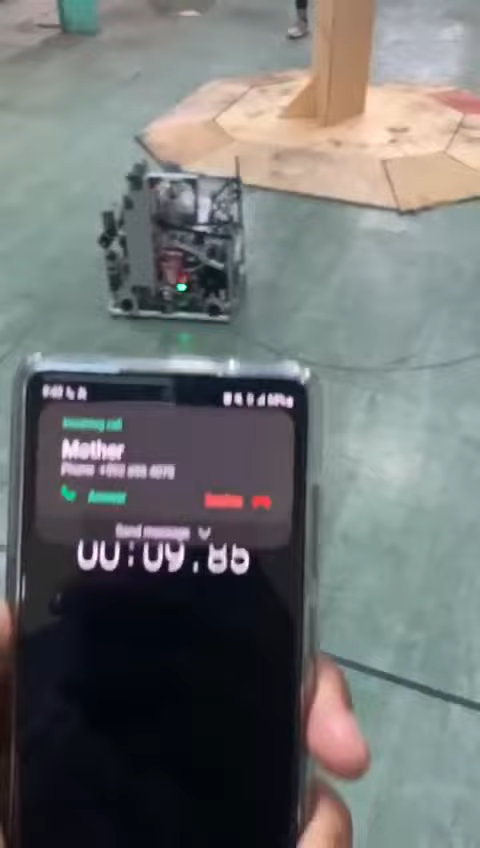 Incoming call
Mother
Answer
Decline
Send message
00:09.85